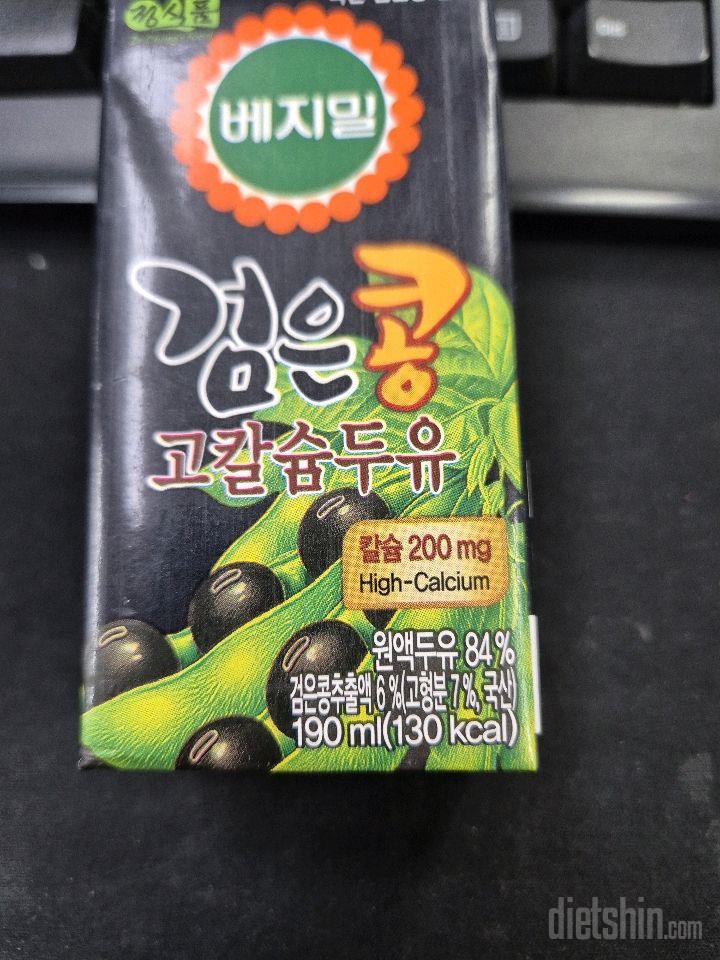 정식품
베지밀
검은콩
고칼슘두유
칼슘 200 mg
High-Calcium
원액두유 84 %
검은콩추출액 6 %(고형분 7 %, 국산)
190 ml(130 kcal)
dietshin.com